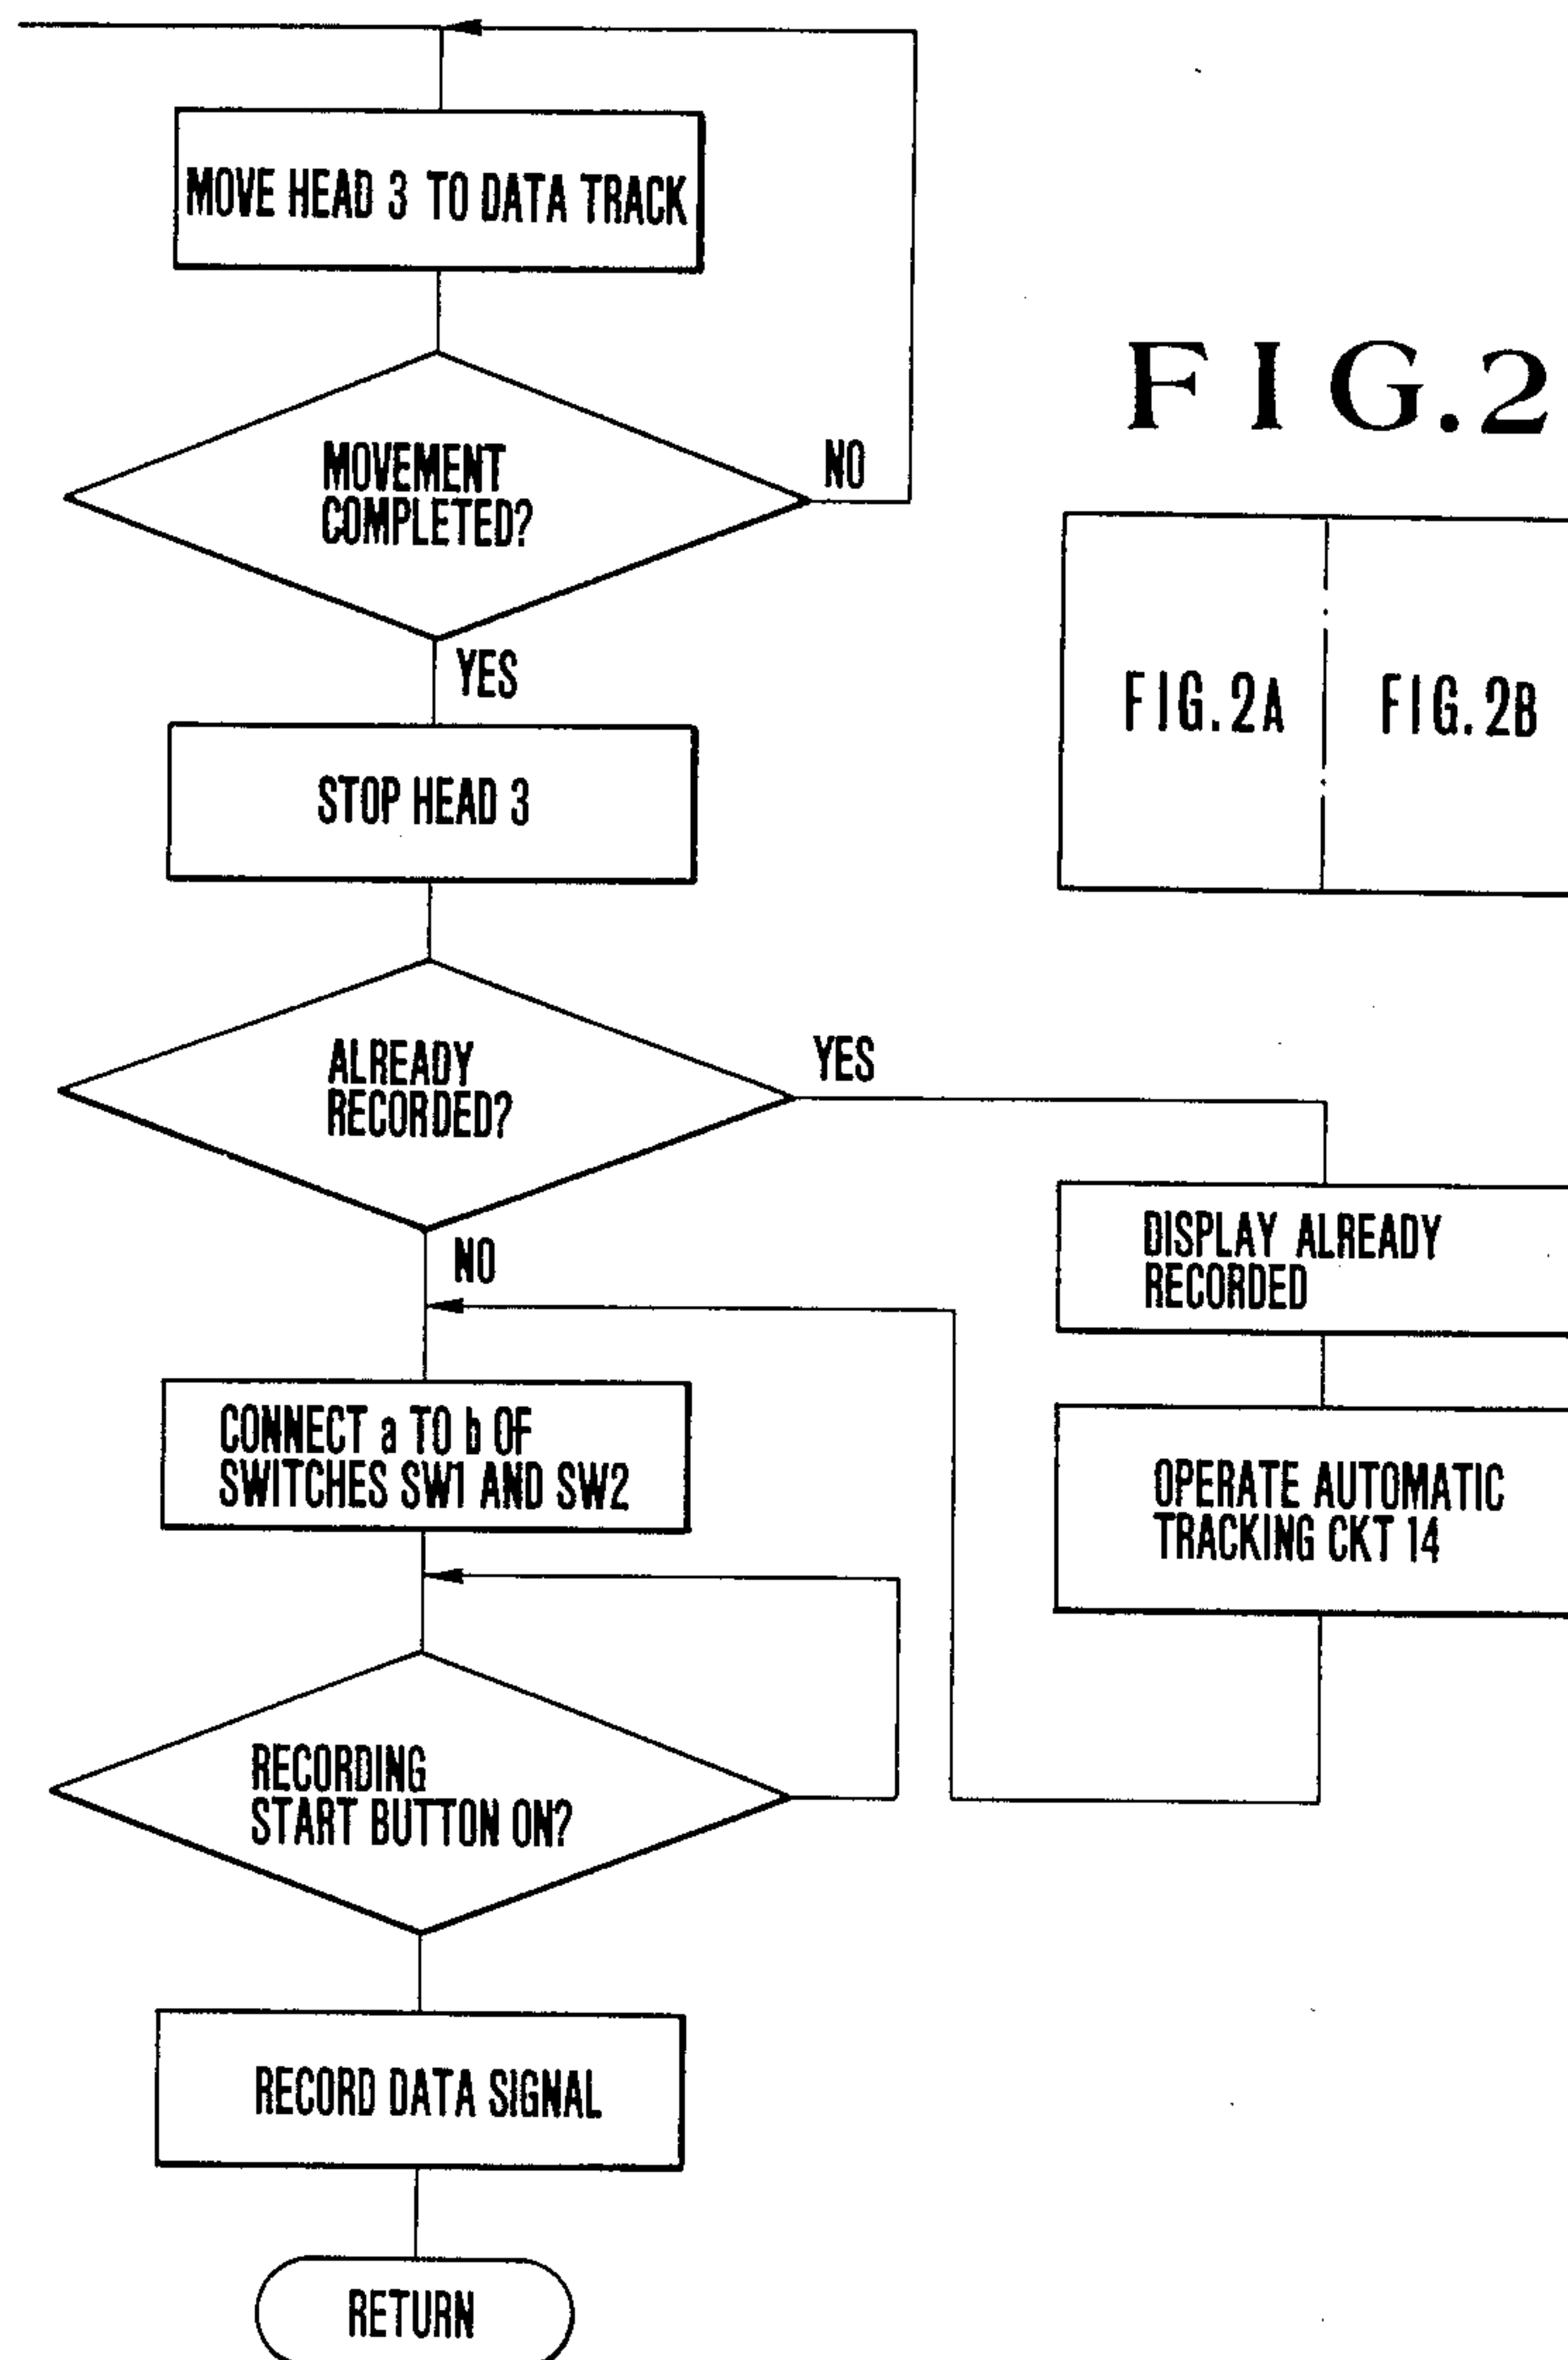 MOVE HEAD 3 TO DATA TRACK
MOVEMENT
COMPLETED?
NO
YES
STOP HEAD 3
ALREADY
RECORDED?
YES
NO
CONNECT a TO b OF
SWITCHES SW1 AND SW2
RECORDING
START BUTTON ON?
RECORD DATA SIGNAL
RETURN
FIG.2
FIG.2A
FIG.2B
DISPLAY ALREADY
RECORDED
OPERATE AUTOMATIC
TRACKING CKT 14